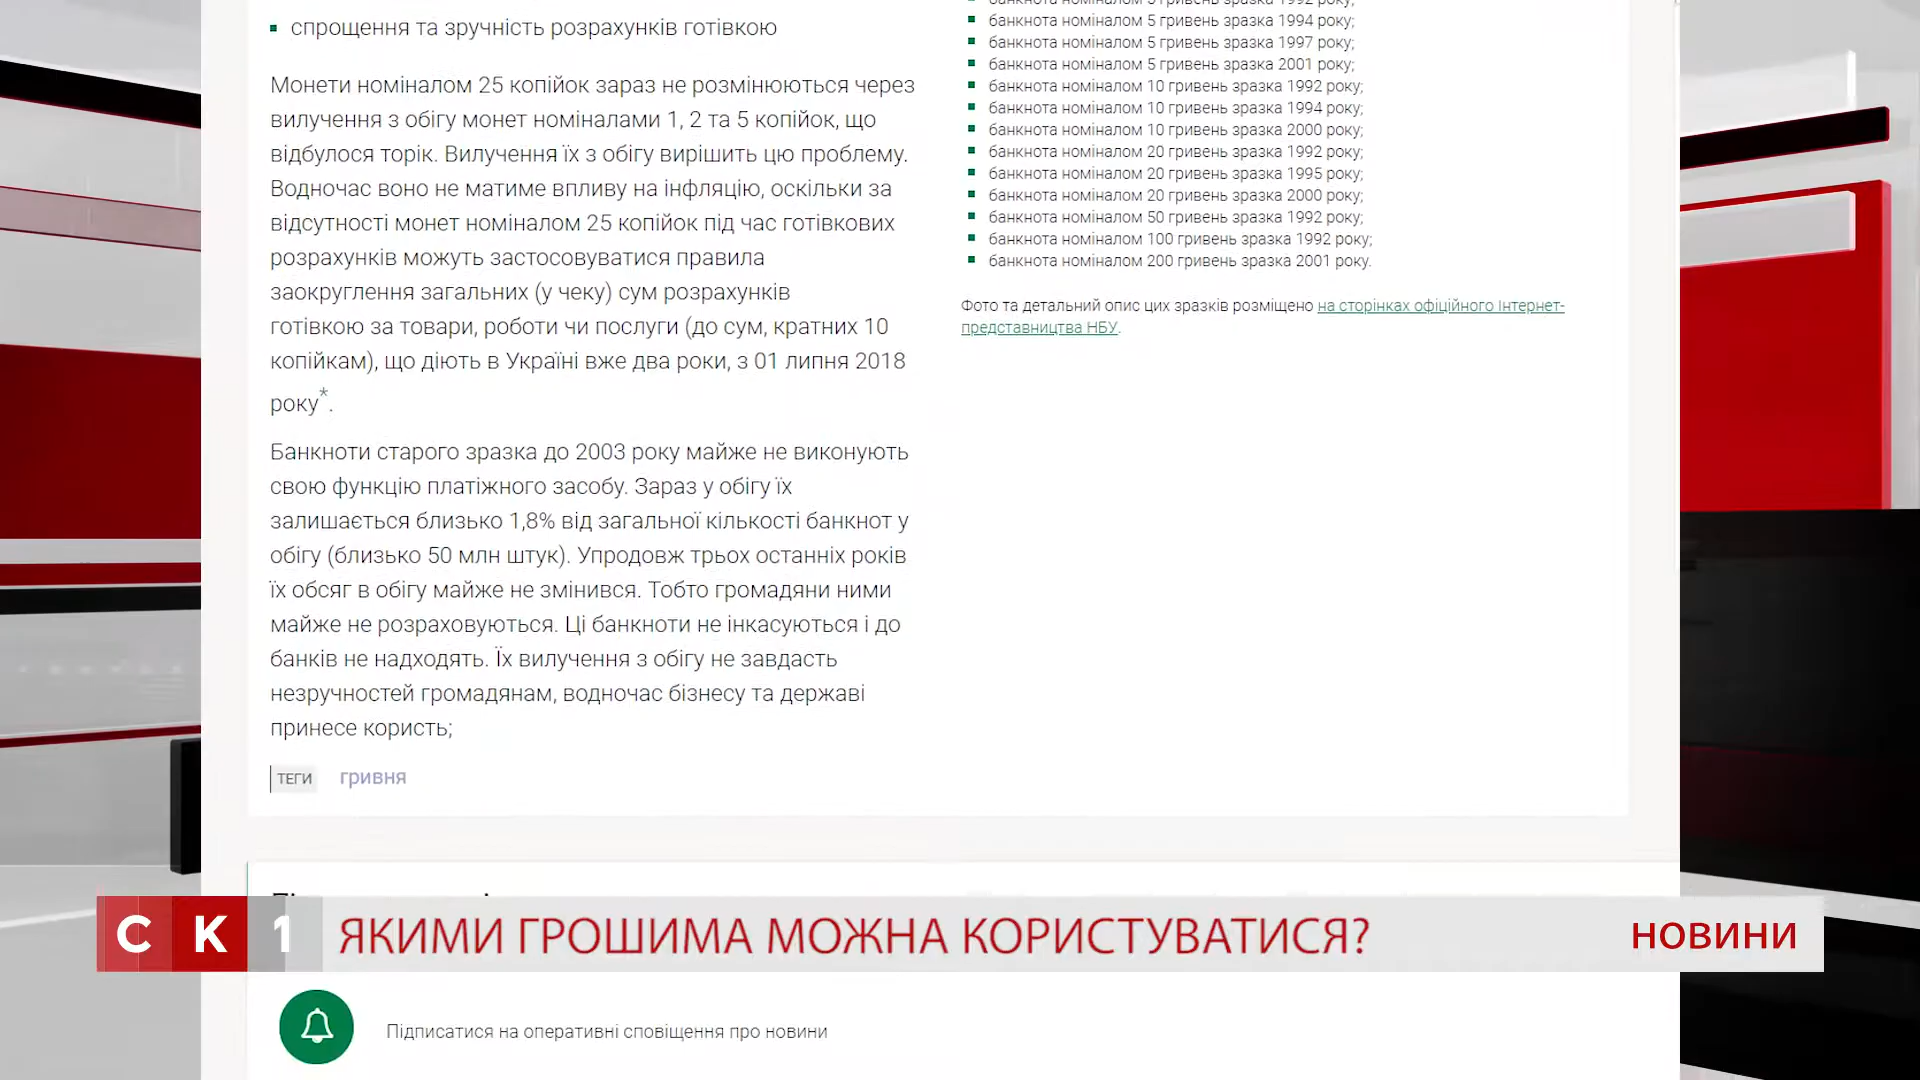 спрощення та зручність розрахунків готівкою
Монети номіналом 25 копійок зараз не розмінюються через
вилучення з обігу монет номіналами 1, 2 та 5 копійок, що
відбулося торік. Вилучення їх з обігу вирішить цю проблему.
Водночас воно не матиме впливу на інфляцію, оскільки за
відсутності монет номіналом 25 копійок під час готівкових
розрахунків можуть застосовуватися правила
заокруглення загальних (у чеку) сум розрахунків
готівкою за товари, роботи чи послуги (до сум, кратних 10
копійкам), що діють в Україні вже два роки, з 01 липня 2018
року*.
Банкноти старого зразка до 2003 року майже не виконують
свою функцію платіжного засобу. Зараз у обігу їх
залишається близько 1,8% від загальної кількості банкнот у
обігу (близько 50 млн штук). Упродовж трьох останніх років
їх обсяг в обігу майже не змінився. Тобто громадяни ними
майже не розраховуються. Ці банкноти не інкасуються і до
банків не надходять. Їх вилучення з обігу не завдасть
незручностей громадянам, водночас бізнесу та державі
принесе користь;
ТЕГИ гривня
банкнота номіналом 5 гривень зразка 1992 року;
банкнота номіналом 5 гривень зразка 1994 року;
банкнота номіналом 5 гривень зразка 1997 року;
банкнота номіналом 5 гривень зразка 2001 року;
банкнота номіналом 10 гривень зразка 1992 року;
банкнота номіналом 10 гривень зразка 1994 року;
банкнота номіналом 10 гривень зразка 2000 року;
банкнота номіналом 20 гривень зразка 1992 року;
банкнота номіналом 20 гривень зразка 1995 року;
банкнота номіналом 20 гривень зразка 2000 року;
банкнота номіналом 50 гривень зразка 1992 року;
банкнота номіналом 100 гривень зразка 1992 року;
банкнота номіналом 200 гривень зразка 2001 року.
Фото та детальний опис цих зразків розміщено на сторінках офіційного Інтернет-
представництва НБУ.
СК1 ЯКИМИ ГРОШИМА МОЖНА КОРИСТУВАТИСЯ? НОВИНИ
Підписатися на оперативні сповіщення про новини